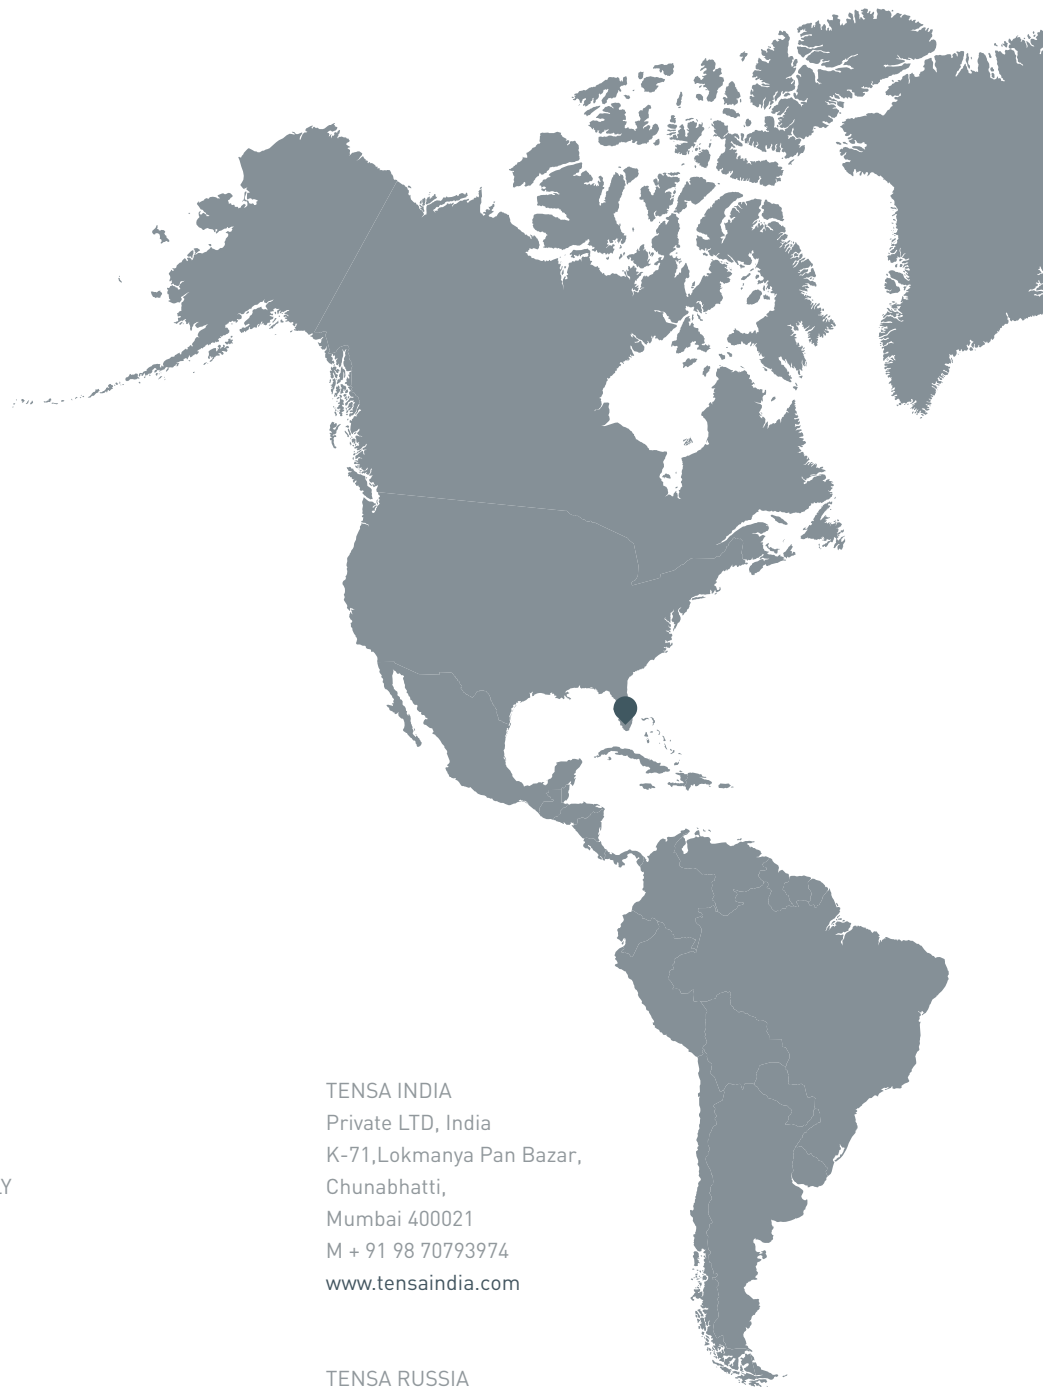 TENSA INDIA
Private LTD, India
K-71,Lokmanya Pan Bazar,
Chunabhatti,
Mumbai 400021
M + 91 98 70793974
www.tensaindia.com
TENSA RUSSIA